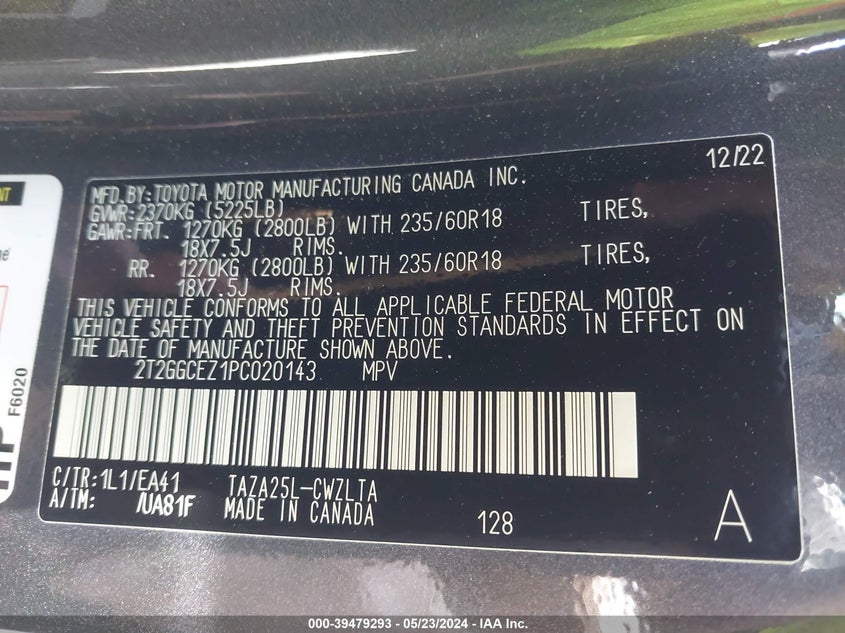 12/22
MFD.BY:TOYOTA MOTOR MANUFACTURING CANADA INC.
GVWR:2370KG (5225LB)
GAWR:FRT. 1270KG (2800LB) WITH 235/60R18 TIRES,
18X7.5J RIMS.
RR. 1270KG (2800LB) WITH 235/60R18 TIRES,
18X7.5J RIMS.
THIS VEHICLE CONFORMS TO ALL APPLICABLE FEDERAL MOTOR
VEHICLE SAFETY AND THEFT PREVENTION STANDARDS IN EFFECT ON
THE DATE OF MANUFACTURE SHOWN ABOVE.
2T2GGCEZ1PC020143 MPV
C/TR:1L1/EA41 TAZA25L-CWZLTA
A/TM: /UA81F MADE IN CANADA 128 A
F6020
000-39479293 - 05/23/2024 - IAA Inc.